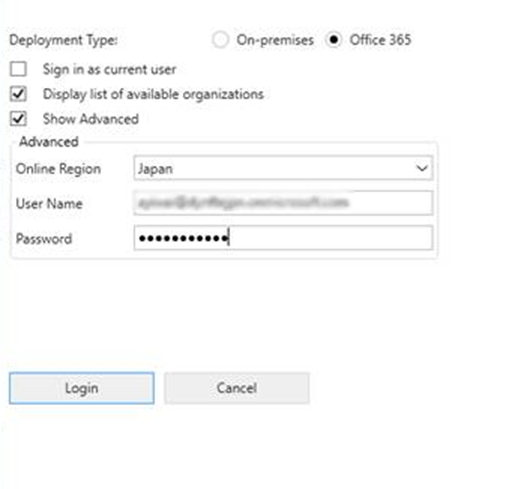 Deployment Type: On-premises Office 365
Sign in as current user
Display list of available organizations
Show Advanced
Advanced
Online Region Japan
User Name
Password •••••••••••
Login Cancel